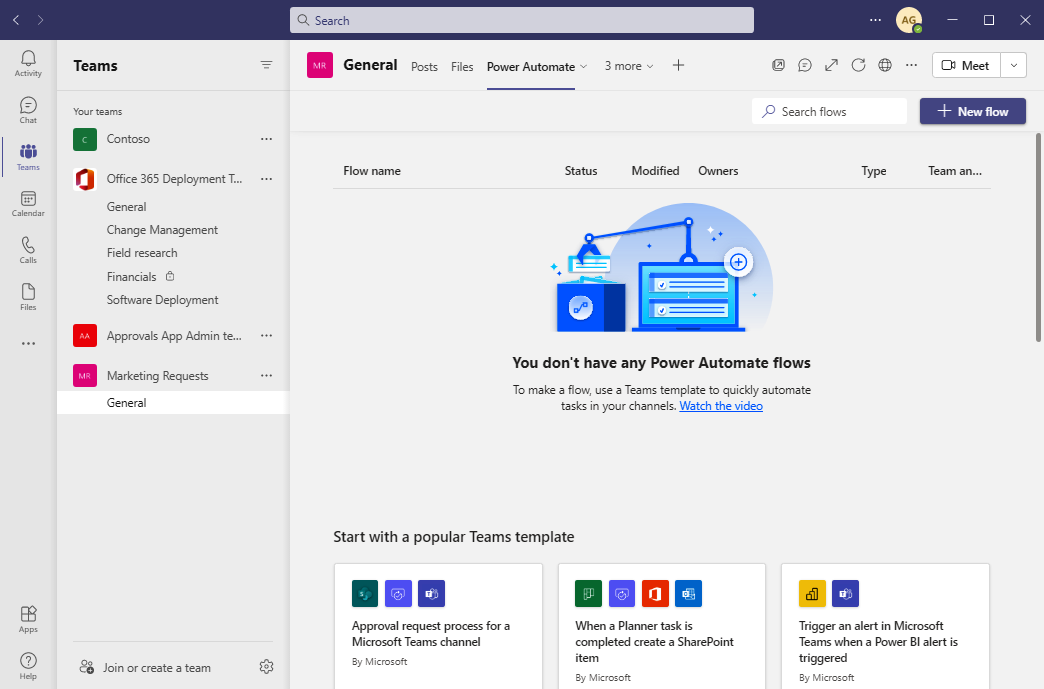 Search
AG
Activity
Chat
Teams
Calendar
Calls
Files
Apps
Help
Teams
Your teams
C
Contoso
Office 365 Deployment T...
General
Change Management
Field research
Financials
Software Deployment
AA
Approvals App Admin te...
MR
Marketing Requests
General
Join or create a team
MR
General
Posts
Files
Power Automate
3 more
Meet
Search flows
New flow
Flow name
Status
Modified
Owners
Type
Team an...
You don't have any Power Automate flows
To make a flow, use a Teams template to quickly automate
tasks in your channels. Watch the video
Start with a popular Teams template
Approval request process for a
Microsoft Teams channel
By Microsoft
When a Planner task is
completed create a SharePoint
item
By Microsoft
Trigger an alert in Microsoft
Teams when a Power BI alert is
triggered
By Microsoft